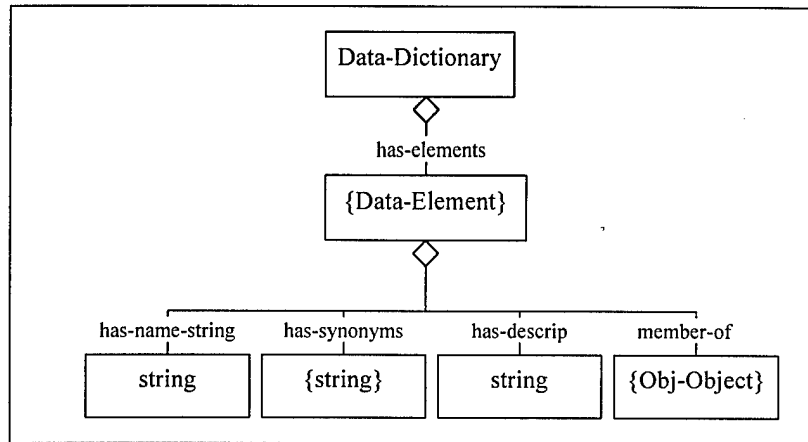 Data-Dictionary
has-elements
{Data-Element}
has-name-string has-synonyms has-descrip member-of
string {string} string {Obj-Object}